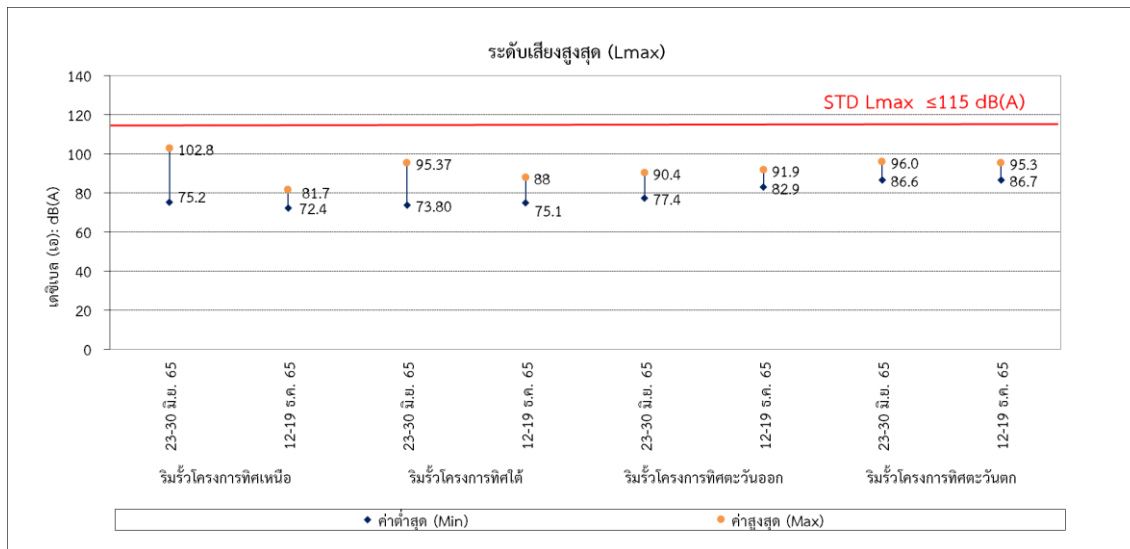 ระดับเสียงสูงสุด (Lmax)
เดซิเบล (เอ): dB(A)
140
120
100
80
60
40
20
0
STD Lmax ≤115 dB(A)
102.8
75.2
81.7
72.4
95.37
73.80
88
75.1
90.4
77.4
91.9
82.9
96.0
86.6
95.3
86.7
23-30 มิ.ย. 65
12-19 ธ.ค. 65
23-30 มิ.ย. 65
12-19 ธ.ค. 65
23-30 มิ.ย. 65
12-19 ธ.ค. 65
23-30 มิ.ย. 65
12-19 ธ.ค. 65
ริมรั้วโครงการทิศเหนือ
ริมรั้วโครงการทิศใต้
ริมรั้วโครงการทิศตะวันออก
ริมรั้วโครงการทิศตะวันตก
ค่าต่ำสุด (Min)
ค่าสูงสุด (Max)